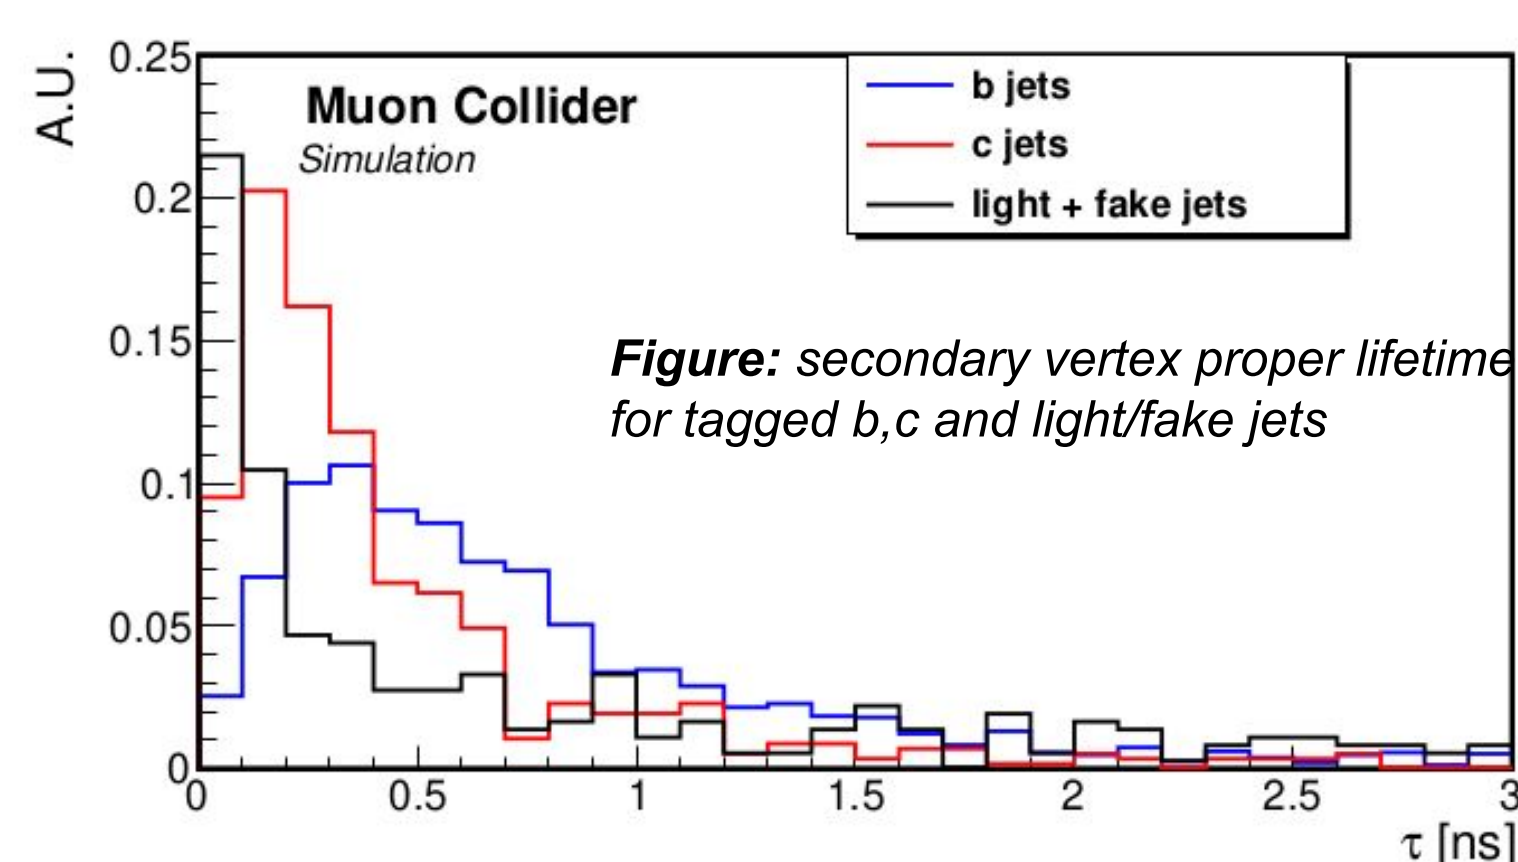 A.U.
0.25
0.2
0.15
0.1
0.05
0
Muon Collider
Simulation
b jets
c jets
light + fake jets
Figure: secondary vertex proper lifetime
for tagged b,c and light/fake jets
0 0.5 1 1.5 2 2.5 3
τ [ns]